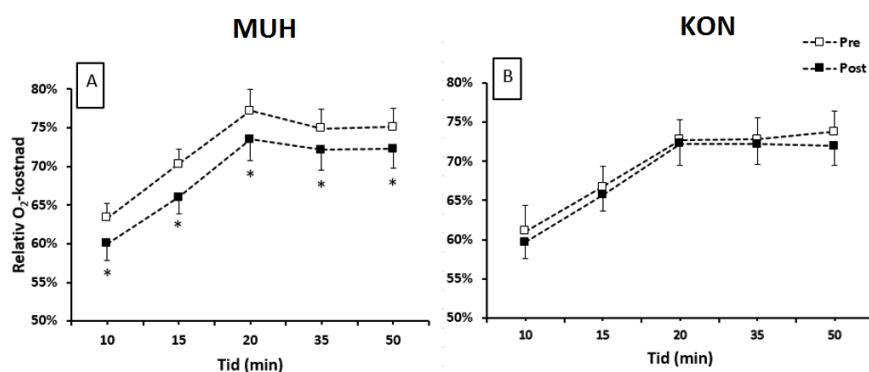 MUH
KON
Pre
Post
A
80%
75%
70%
65%
60%
55%
50%
Relativ O₂-kostnad
* * * * *
10 15 20 35 50
Tid (min)
B
80%
75%
70%
65%
60%
55%
50%
10 15 20 35 50
Tid (min)